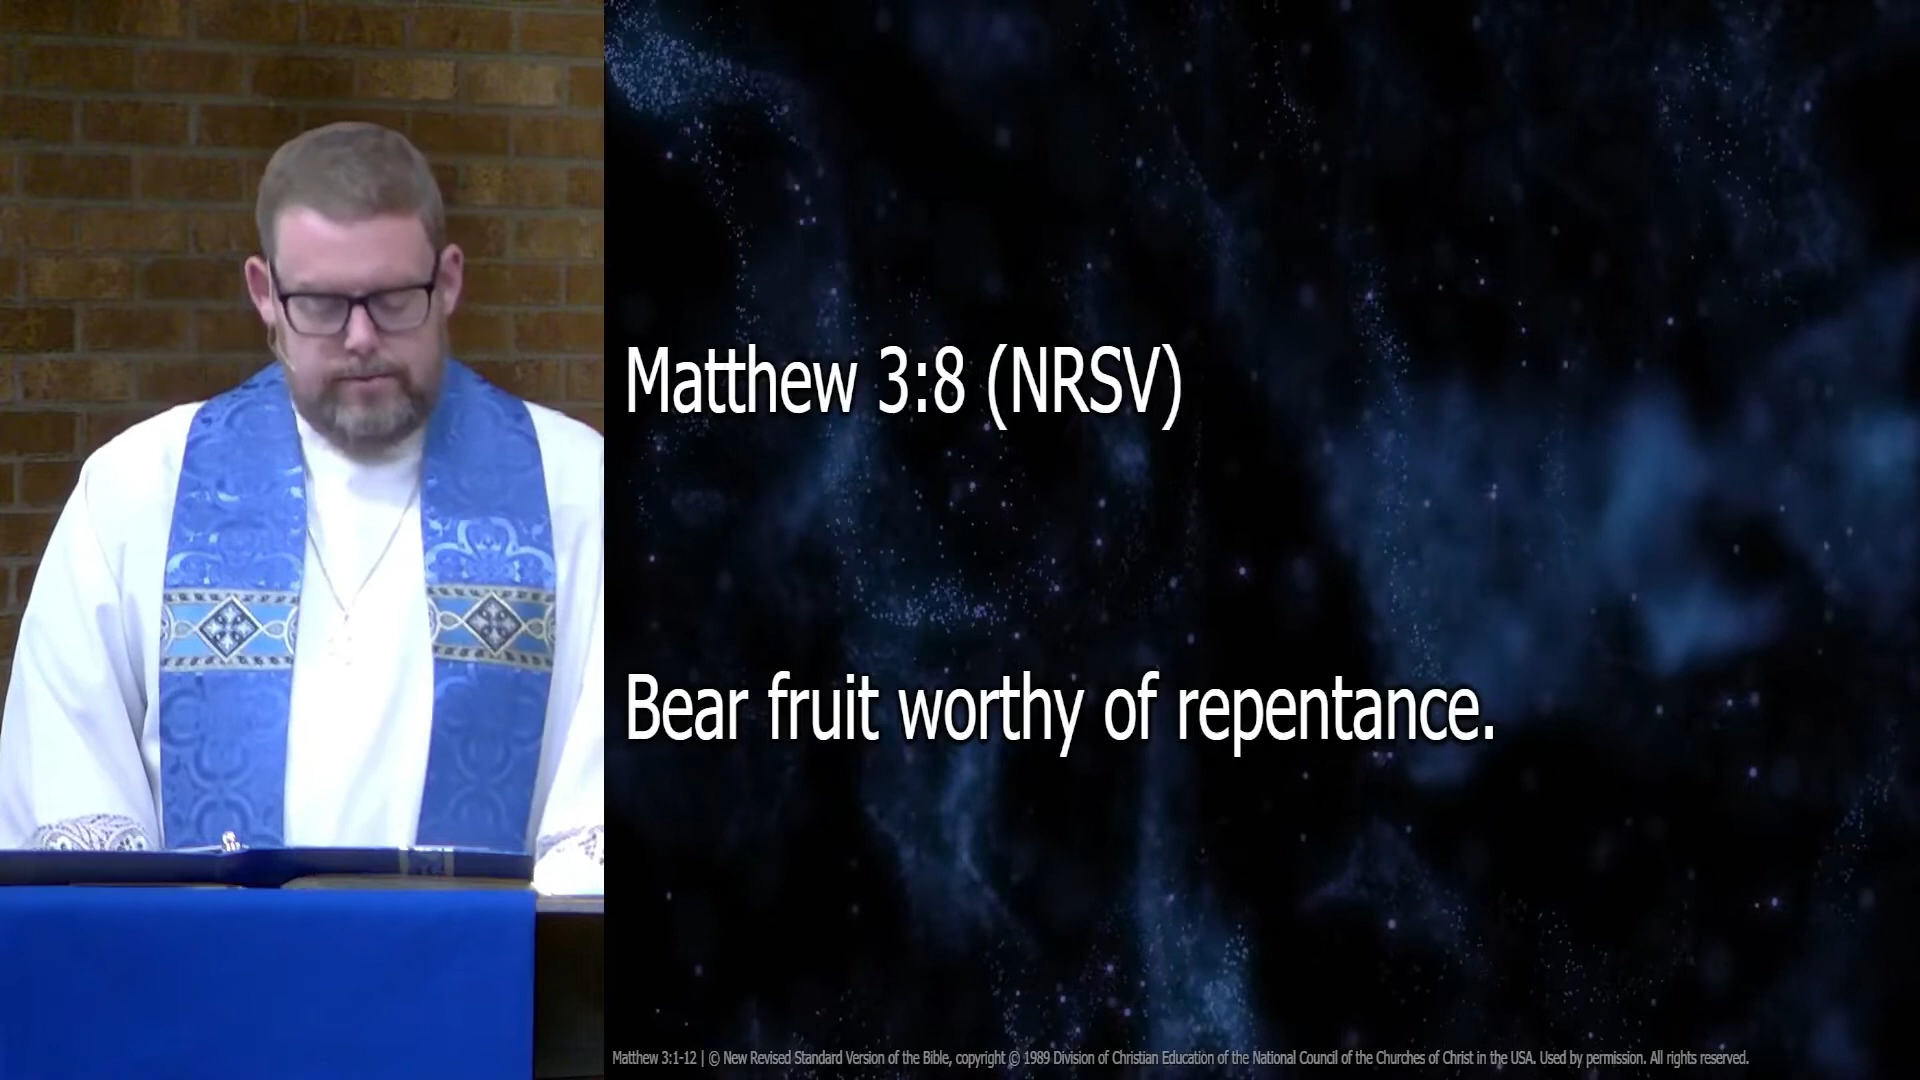 Matthew 3:8 (NRSV)
Bear fruit worthy of repentance.
Matthew 3:1-12 | © New Revised Standard Version of the Bible, copyright © 1989 Division of Christian Education of the National Council of the Churches of Christ in the USA. Used by permission. All rights reserved.